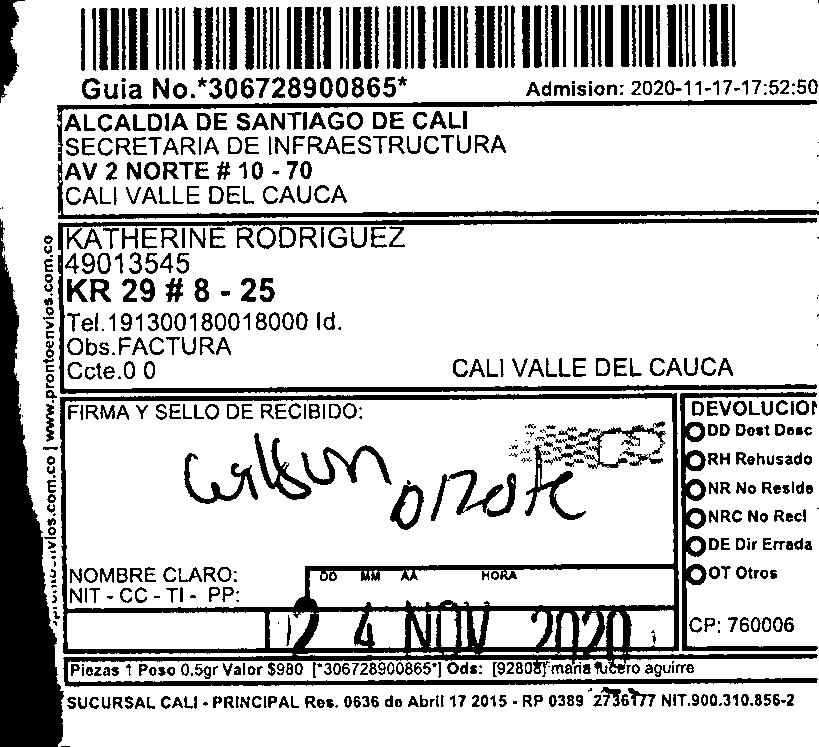 Guia No.*306728900865*
Admision: 2020-11-17-17:52:50
ALCALDIA DE SANTIAGO DE CALI
SECRETARIA DE INFRAESTRUCTURA
AV 2 NORTE # 10 - 70
CALI VALLE DEL CAUCA
KATHERINE RODRIGUEZ
49013545
KR 29 # 8 - 25
Tel.191300180018000 Id.
Obs.FACTURA
Ccte.0 0
CALI VALLE DEL CAUCA
www.prontoenvios.com.co
FIRMA Y SELLO DE RECIBIDO:
Wilson
oñate
NOMBRE CLARO:
NIT - CC - TI - PP:
DD MM AA HORA
24 NOV 2020
DEVOLUCION
DD Dest Desc
RH Rehusado
NR No Reside
NRC No Recl
DE Dir Errada
OT Otros
CP: 760006
Piezas 1 Peso 0.5gr Valor $980 [*306728900865*] Ods: [92808] maria lucero aguirre
SUCURSAL CALI - PRINCIPAL Res. 0636 de Abril 17 2015 - RP 0389 2736177 NIT.900.310.856-2